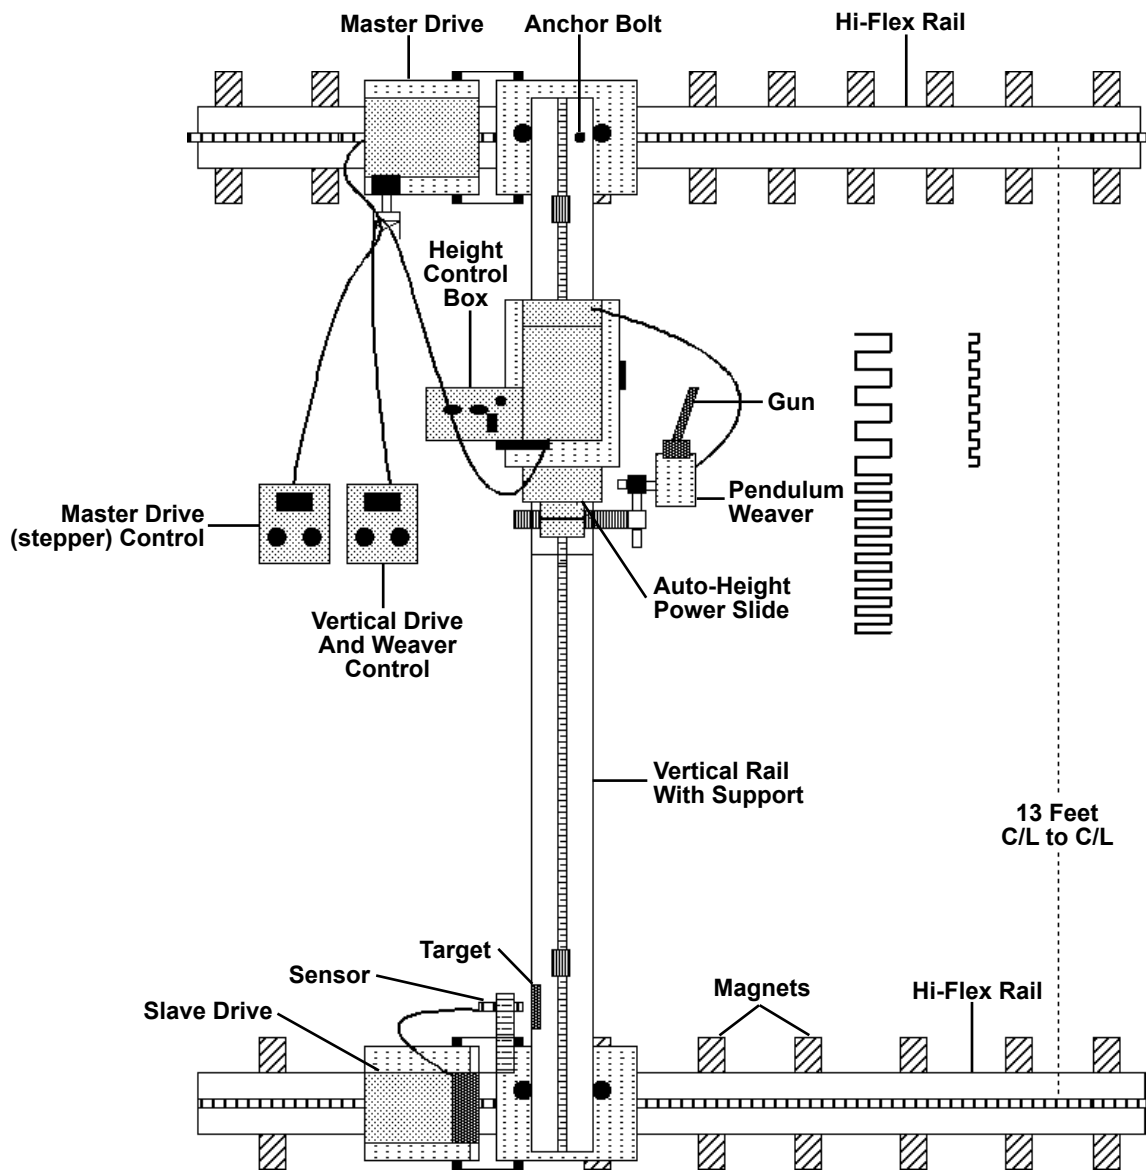 Master Drive
Anchor Bolt
Hi-Flex Rail
Height
Control
Box
Gun
Pendulum
Weaver
Master Drive
(stepper) Control
Auto-Height
Power Slide
Vertical Drive
And Weaver
Control
Vertical Rail
With Support
13 Feet
C/L to C/L
Target
Sensor
Magnets
Hi-Flex Rail
Slave Drive